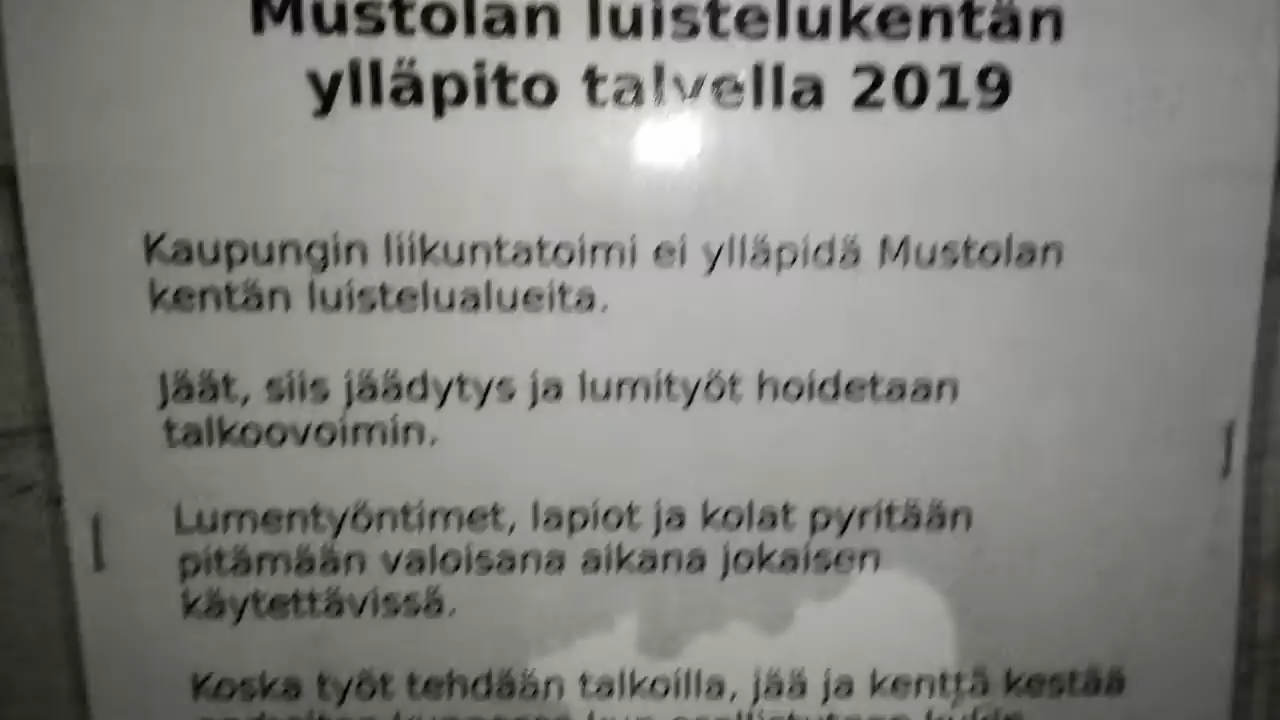 Mustolan luistelukentän
ylläpito talvella 2019
Kaupungin liikuntatoimi ei ylläpidä Mustolan
kentän luistelualueita.
Jäät, siis jäädytys ja lumityöt hoidetaan
talkoovoimin.
Lumentyöntimet, lapiot ja kolat pyritään
pitämään valoisana aikana jokaisen
käytettävissä.
Koska työt tehdään talkoilla, jää ja kenttä kestää